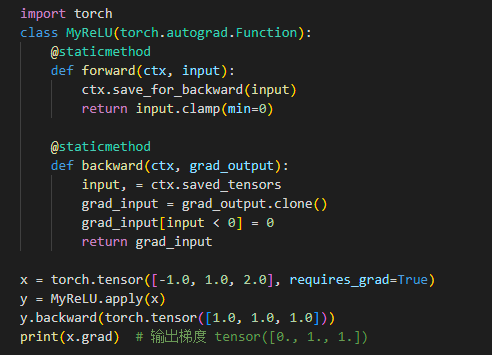 import torch
class MyReLU(torch.autograd.Function):
    @staticmethod
    def forward(ctx, input):
        ctx.save_for_backward(input)
        return input.clamp(min=0)

    @staticmethod
    def backward(ctx, grad_output):
        input, = ctx.saved_tensors
        grad_input = grad_output.clone()
        grad_input[input < 0] = 0
        return grad_input

x = torch.tensor([-1.0, 1.0, 2.0], requires_grad=True)
y = MyReLU.apply(x)
y.backward(torch.tensor([1.0, 1.0, 1.0]))
print(x.grad)  # 输出梯度 tensor([0., 1., 1.])